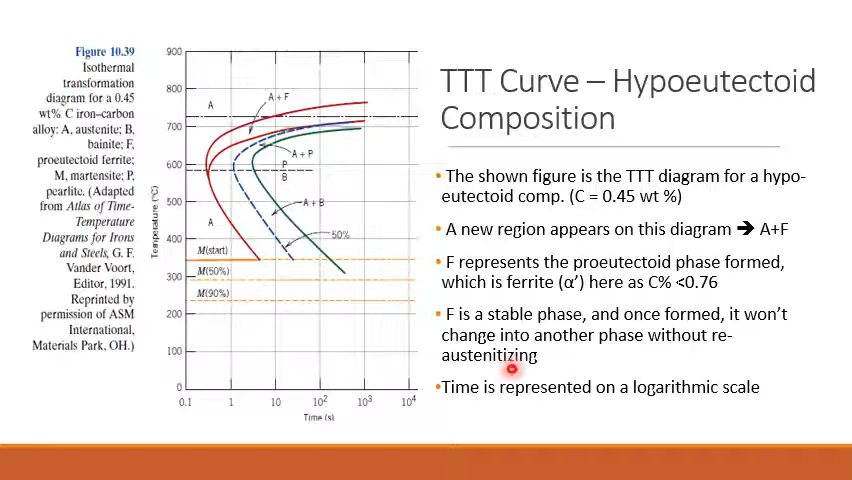 Figure 10.39
Isothermal
transformation
diagram for a 0.45
wt% C iron–carbon
alloy: A, austenite; B,
bainite; F,
proeutectoid ferrite;
M, martensite; P,
pearlite. (Adapted
from Atlas of Time-
Temperature
Diagrams for Irons
and Steels, G. F.
Vander Voort,
Editor, 1991.
Reprinted by
permission of ASM
International,
Materials Park, OH.)
Temperature (°C)
900
800
700
600
500
400
300
200
100
0
A
A + F
A + P
P
B
A + B
A
50%
M(start)
M(50%)
M(90%)
0.1 1 10 10² 10³ 10⁴
Time (s)
TTT Curve – Hypoeutectoid
Composition
• The shown figure is the TTT diagram for a hypo-
eutectoid comp. (C = 0.45 wt %)
• A new region appears on this diagram ➔ A+F
• F represents the proeutectoid phase formed,
which is ferrite (α’) here as C% <0.76
• F is a stable phase, and once formed, it won’t
change into another phase without re-
austenitizing
• Time is represented on a logarithmic scale